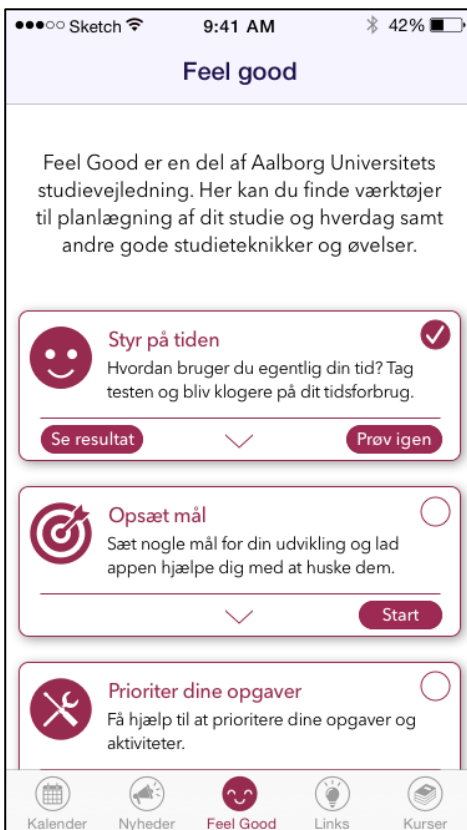 Sketch 9:41 AM 42%
Feel good
Feel Good er en del af Aalborg Universitets
studievejledning. Her kan du finde værktøjer
til planlægning af dit studie og hverdag samt
andre gode studieteknikker og øvelser.
Styr på tiden
Hvordan bruger du egentlig din tid? Tag
testen og bliv klogere på dit tidsforbrug.
Se resultat Prøv igen
Opsæt mål
Sæt nogle mål for din udvikling og lad
appen hjælpe dig med at huske dem.
Start
Prioriter dine opgaver
Få hjælp til at prioritere dine opgaver og
aktiviteter.
Kalender Nyheder Feel Good Links Kurser